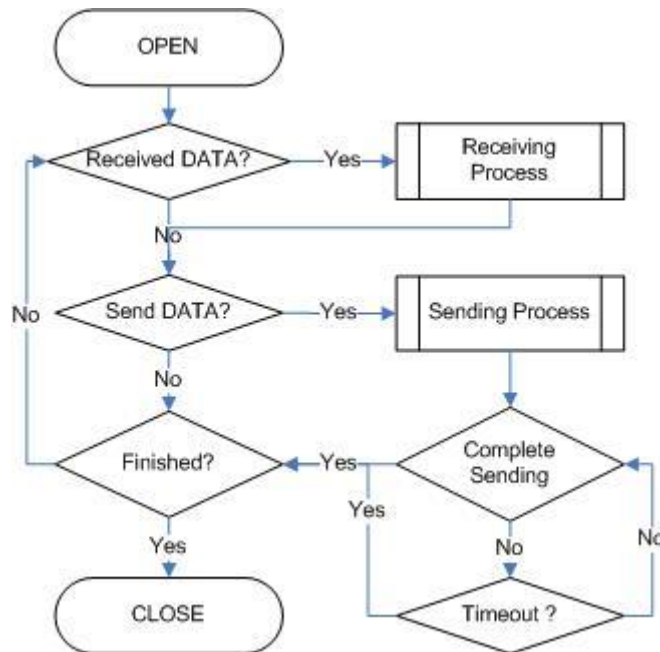 OPEN
Received DATA?
Yes
Receiving
Process
No
Send DATA?
Yes
Sending Process
No
No
Finished?
Yes
Complete
Sending
Yes
No
No
Yes
CLOSE
Timeout ?